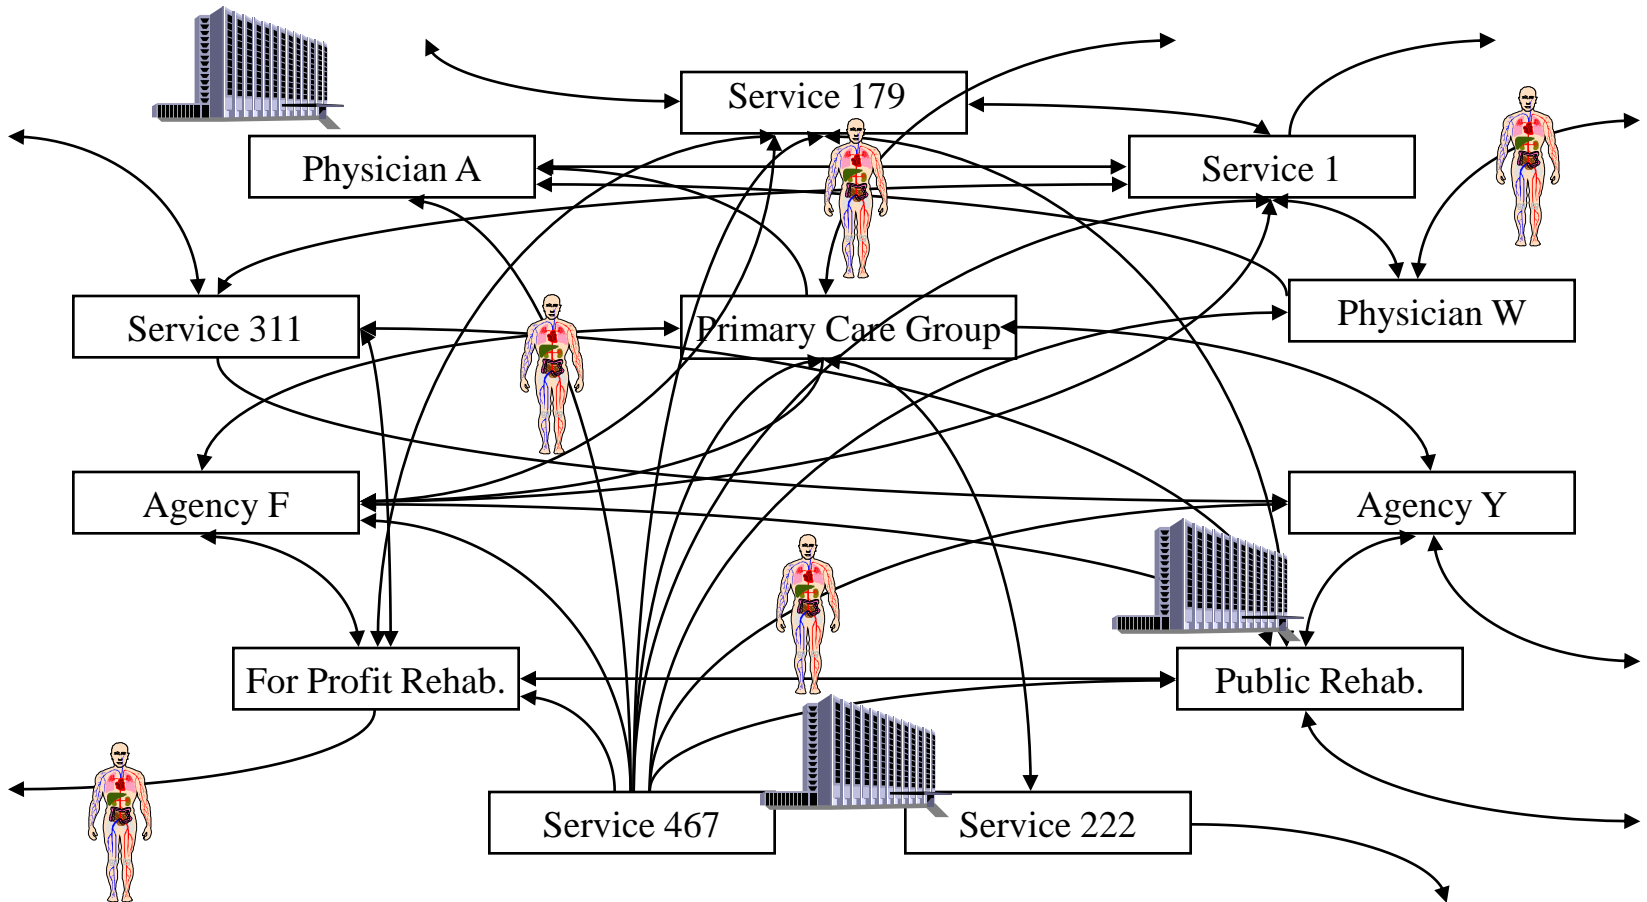 Service 179
Physician A
Service 1
Service 311
Primary Care Group
Physician W
Agency F
Agency Y
For Profit Rehab.
Public Rehab.
Service 467
Service 222